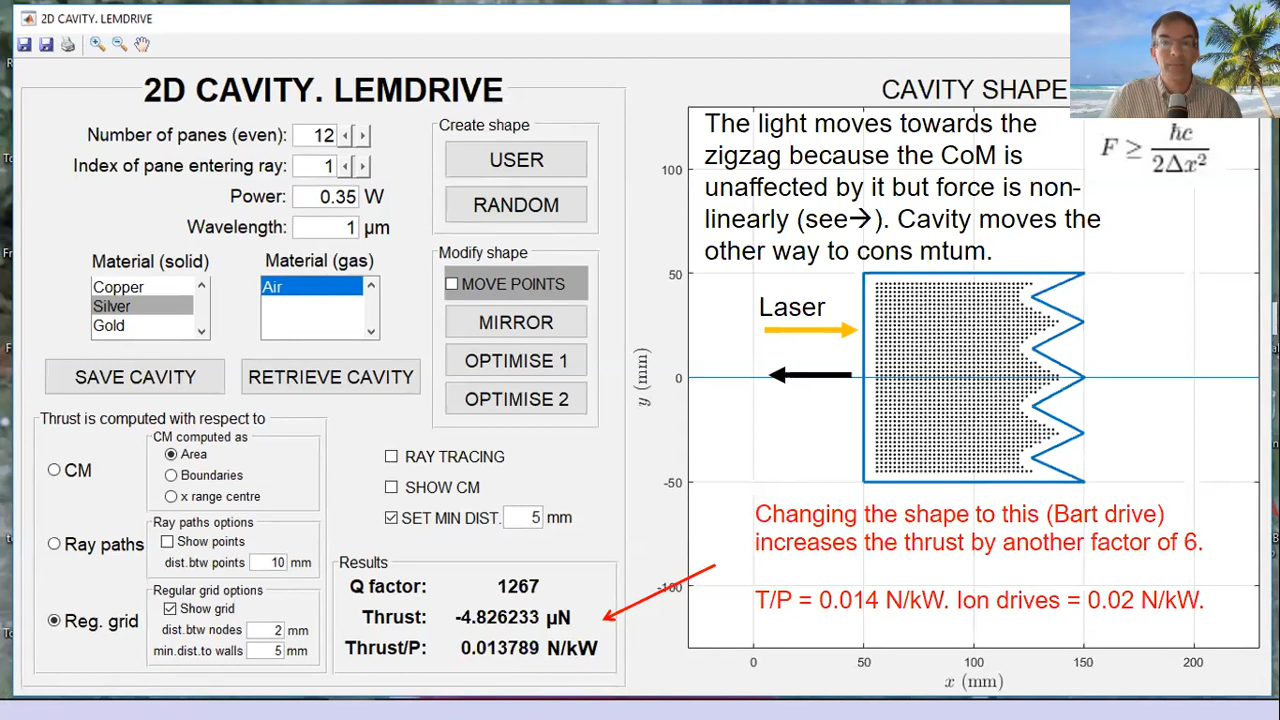 2D CAVITY. LEMDRIVE
2D CAVITY. LEMDRIVE
Number of panes (even): 12
Index of pane entering ray: 1
Power: 0.35 W
Wavelength: 1 µm
Material (solid)
Copper
Silver
Gold
Material (gas)
Air
SAVE CAVITY
RETRIEVE CAVITY
Create shape
USER
RANDOM
Modify shape
MOVE POINTS
MIRROR
OPTIMISE 1
OPTIMISE 2
Thrust is computed with respect to
CM
CM computed as
Area
Boundaries
x range centre
Ray paths
Ray paths options
Show points
dist.btw points 10 mm
Reg. grid
Regular grid options
Show grid
dist.btw nodes 2 mm
min.dist.to walls 5 mm
RAY TRACING
SHOW CM
SET MIN DIST. 5 mm
Results
Q factor: 1267
Thrust: -4.826233 µN
Thrust/P: 0.013789 N/kW
CAVITY SHAPE
The light moves towards the
zigzag because the CoM is
unaffected by it but force is non-
linearly (see→). Cavity moves the
other way to cons mtum.
F ≥ ħc / 2Δx²
Laser
Changing the shape to this (Bart drive)
increases the thrust by another factor of 6.
T/P = 0.014 N/kW. Ion drives = 0.02 N/kW.
100
50
0
-50
-100
y (mm)
0 50 100 150 200
x (mm)